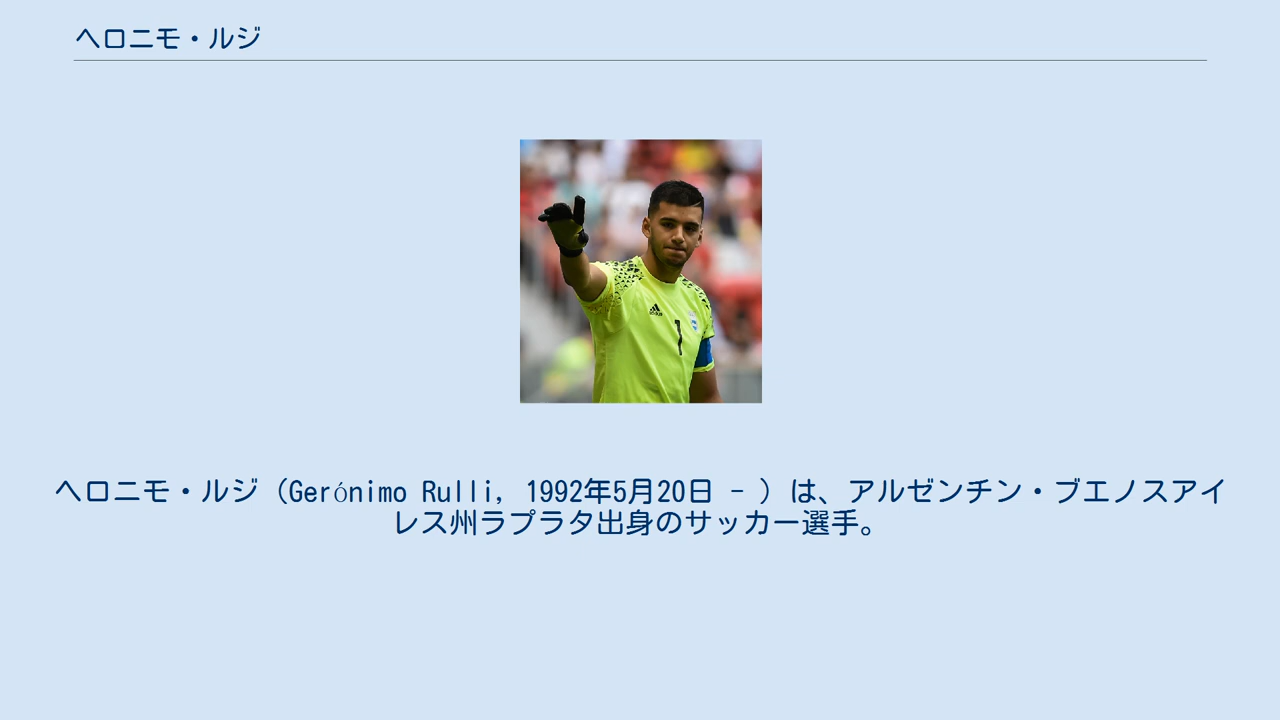 ヘロニモ・ルジ
1
ヘロニモ・ルジ（Gerónimo Rulli, 1992年5月20日 - ）は、アルゼンチン・ブエノスアイ
レス州ラプラタ出身のサッカー選手。